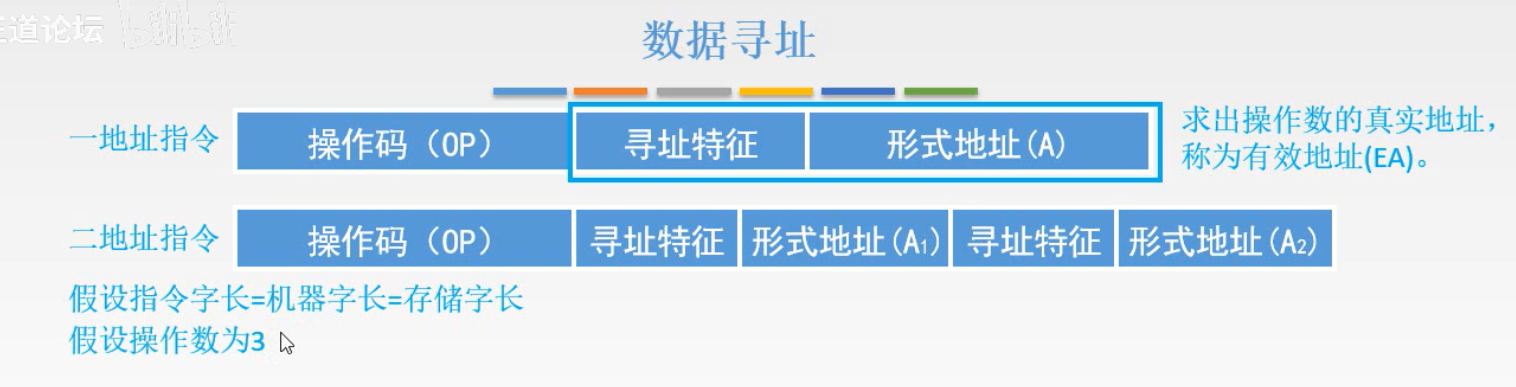 道论坛 bilibili
数据寻址
一地址指令 操作码（OP） 寻址特征 形式地址(A) 求出操作数的真实地址，
称为有效地址(EA)。
二地址指令 操作码（OP） 寻址特征 形式地址(A₁) 寻址特征 形式地址(A₂)
假设指令字长=机器字长=存储字长
假设操作数为3